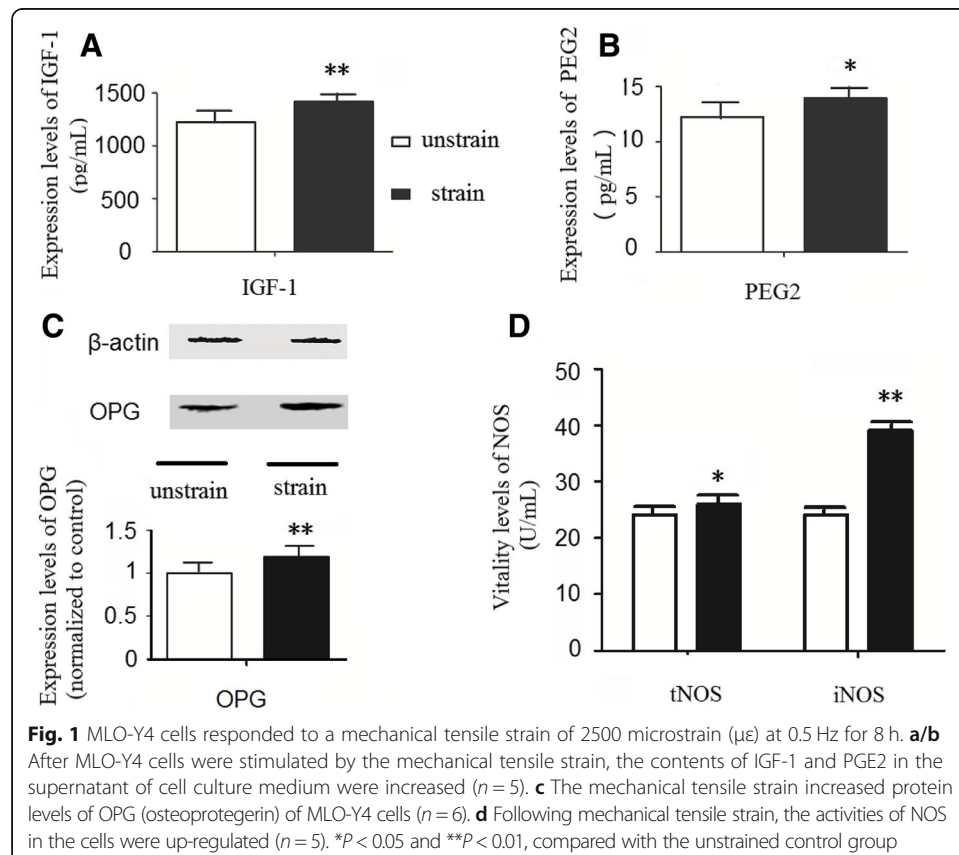 A
Expression levels of IGF-1
(pg/mL)
1500
1000
500
0
**
IGF-1
unstrain
strain
B
Expression levels of PEG2
( pg/mL )
15
10
5
0
*
PEG2
C
β-actin
OPG
unstrain strain
Expression levels of OPG
(normalized to control)
1.5
1
0.5
0
**
OPG
D
Vitality levels of NOS
(U/mL)
50
40
30
20
10
0
*
**
tNOS iNOS
Fig. 1 MLO-Y4 cells responded to a mechanical tensile strain of 2500 microstrain (με) at 0.5 Hz for 8 h. a/b
After MLO-Y4 cells were stimulated by the mechanical tensile strain, the contents of IGF-1 and PGE2 in the
supernatant of cell culture medium were increased (n = 5). c The mechanical tensile strain increased protein
levels of OPG (osteoprotegerin) of MLO-Y4 cells (n = 6). d Following mechanical tensile strain, the activities of NOS
in the cells were up-regulated (n = 5). *P < 0.05 and **P < 0.01, compared with the unstrained control group